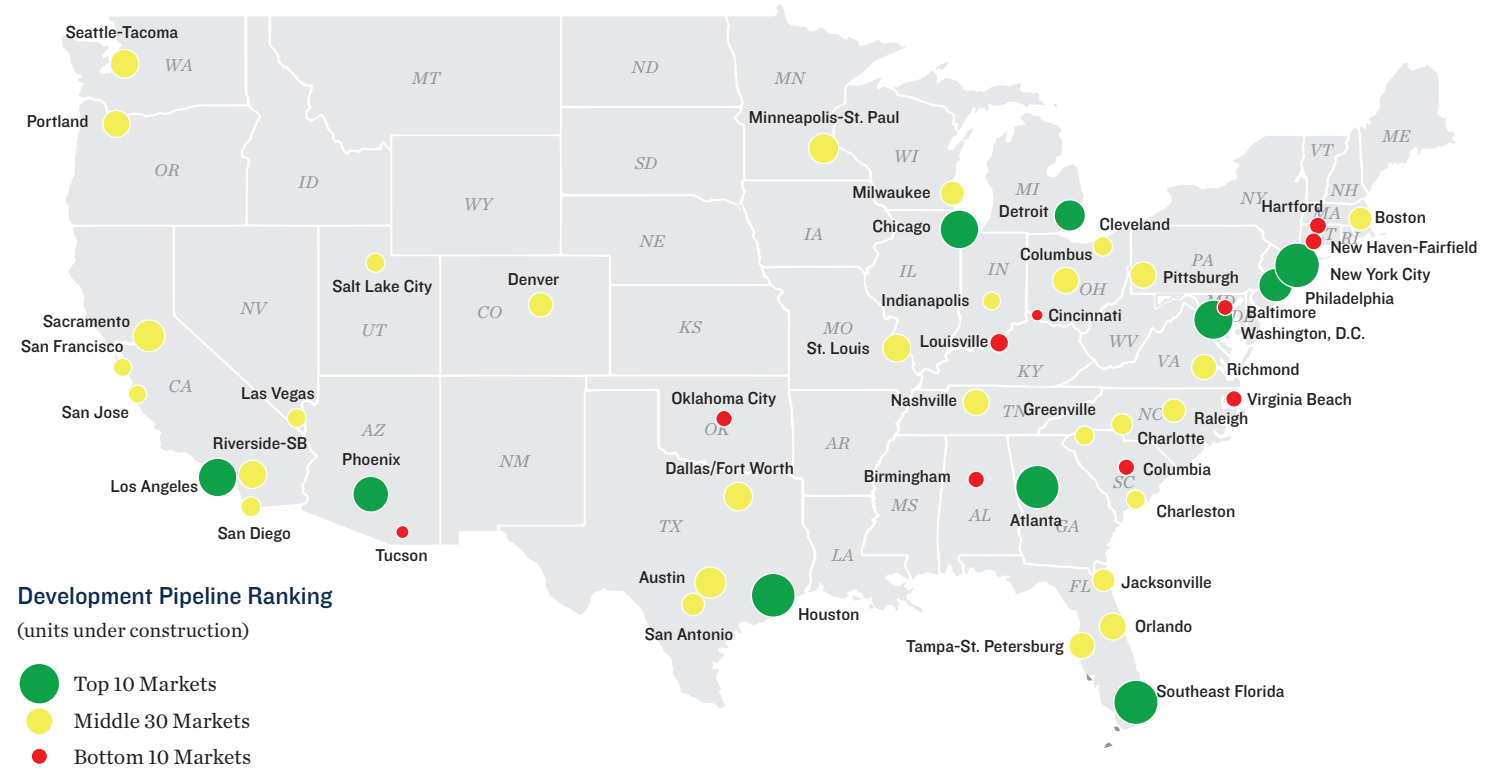 Seattle-Tacoma
WA
MT
ND
MN
Portland
Minneapolis-St. Paul
OR
ID
SD
WI
WY
Milwaukee
MI
Detroit
Chicago
Cleveland
Columbus
VT
ME
NH
NY
Hartford
MA
Boston
RI
New Haven-Fairfield
New York City
Philadelphia
PA
Pittsburgh
NE
IA
IL
IN
OH
Indianapolis
Salt Lake City
Denver
NV
UT
CO
KS
MO
St. Louis
Cincinnati
Louisville
MD
DE
Baltimore
Washington, D.C.
WV
VA
KY
Richmond
Sacramento
San Francisco
CA
San Jose
Las Vegas
Riverside-SB
Los Angeles
San Diego
AZ
Phoenix
Tucson
NM
Oklahoma City
OK
Dallas/Fort Worth
TX
AR
Nashville
TN
Greenville
NC
Raleigh
Virginia Beach
Charlotte
Columbia
SC
Birmingham
Charleston
MS
AL
Atlanta
GA
LA
Austin
San Antonio
Houston
FL
Jacksonville
Orlando
Tampa-St. Petersburg
Southeast Florida
Development Pipeline Ranking
(units under construction)
Top 10 Markets
Middle 30 Markets
Bottom 10 Markets